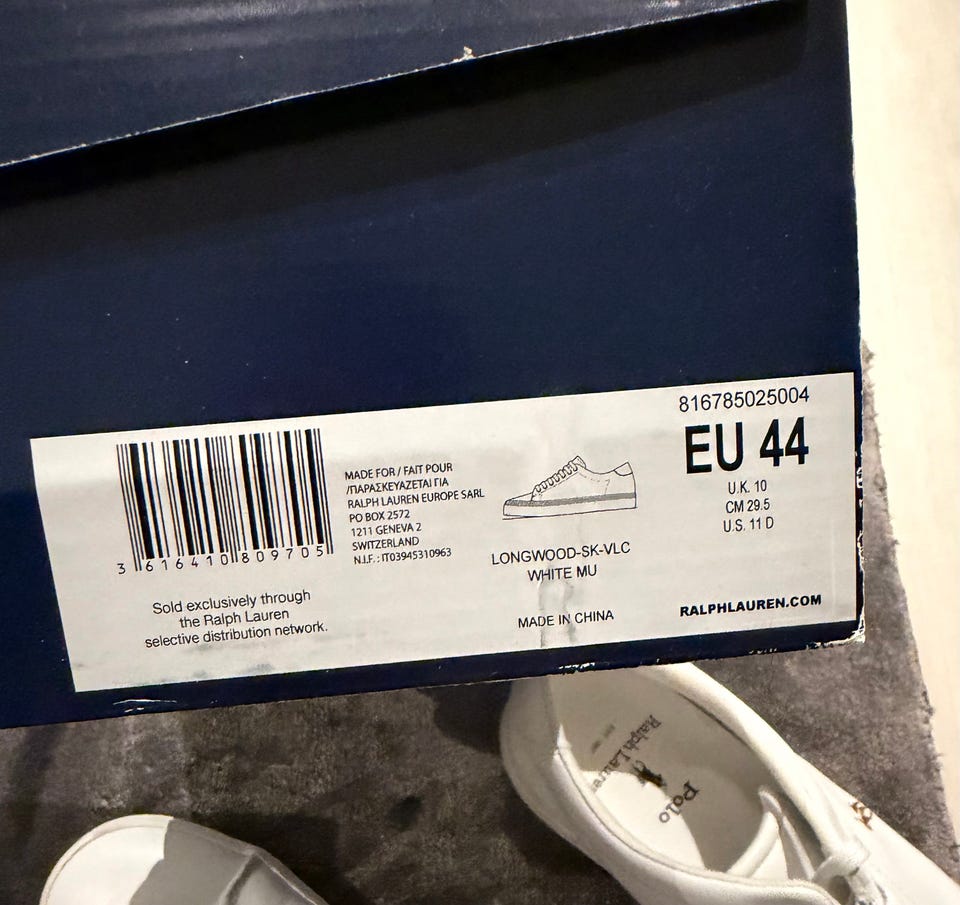 3 616410 809705
Sold exclusively through
the Ralph Lauren
selective distribution network.
MADE FOR / FAIT POUR
/ΠΑΡΑΣΚΕΥΑΖΕΤΑΙ ΓΙΑ
RALPH LAUREN EUROPE SARL
PO BOX 2572
1211 GENEVA 2
SWITZERLAND
N.I.F. : IT03945310963
LONGWOOD-SK-VLC
WHITE MU
MADE IN CHINA
816785025004
EU 44
U.K. 10
CM 29.5
U.S. 11 D
RALPHLAUREN.COM
Polo
Ralph Lauren